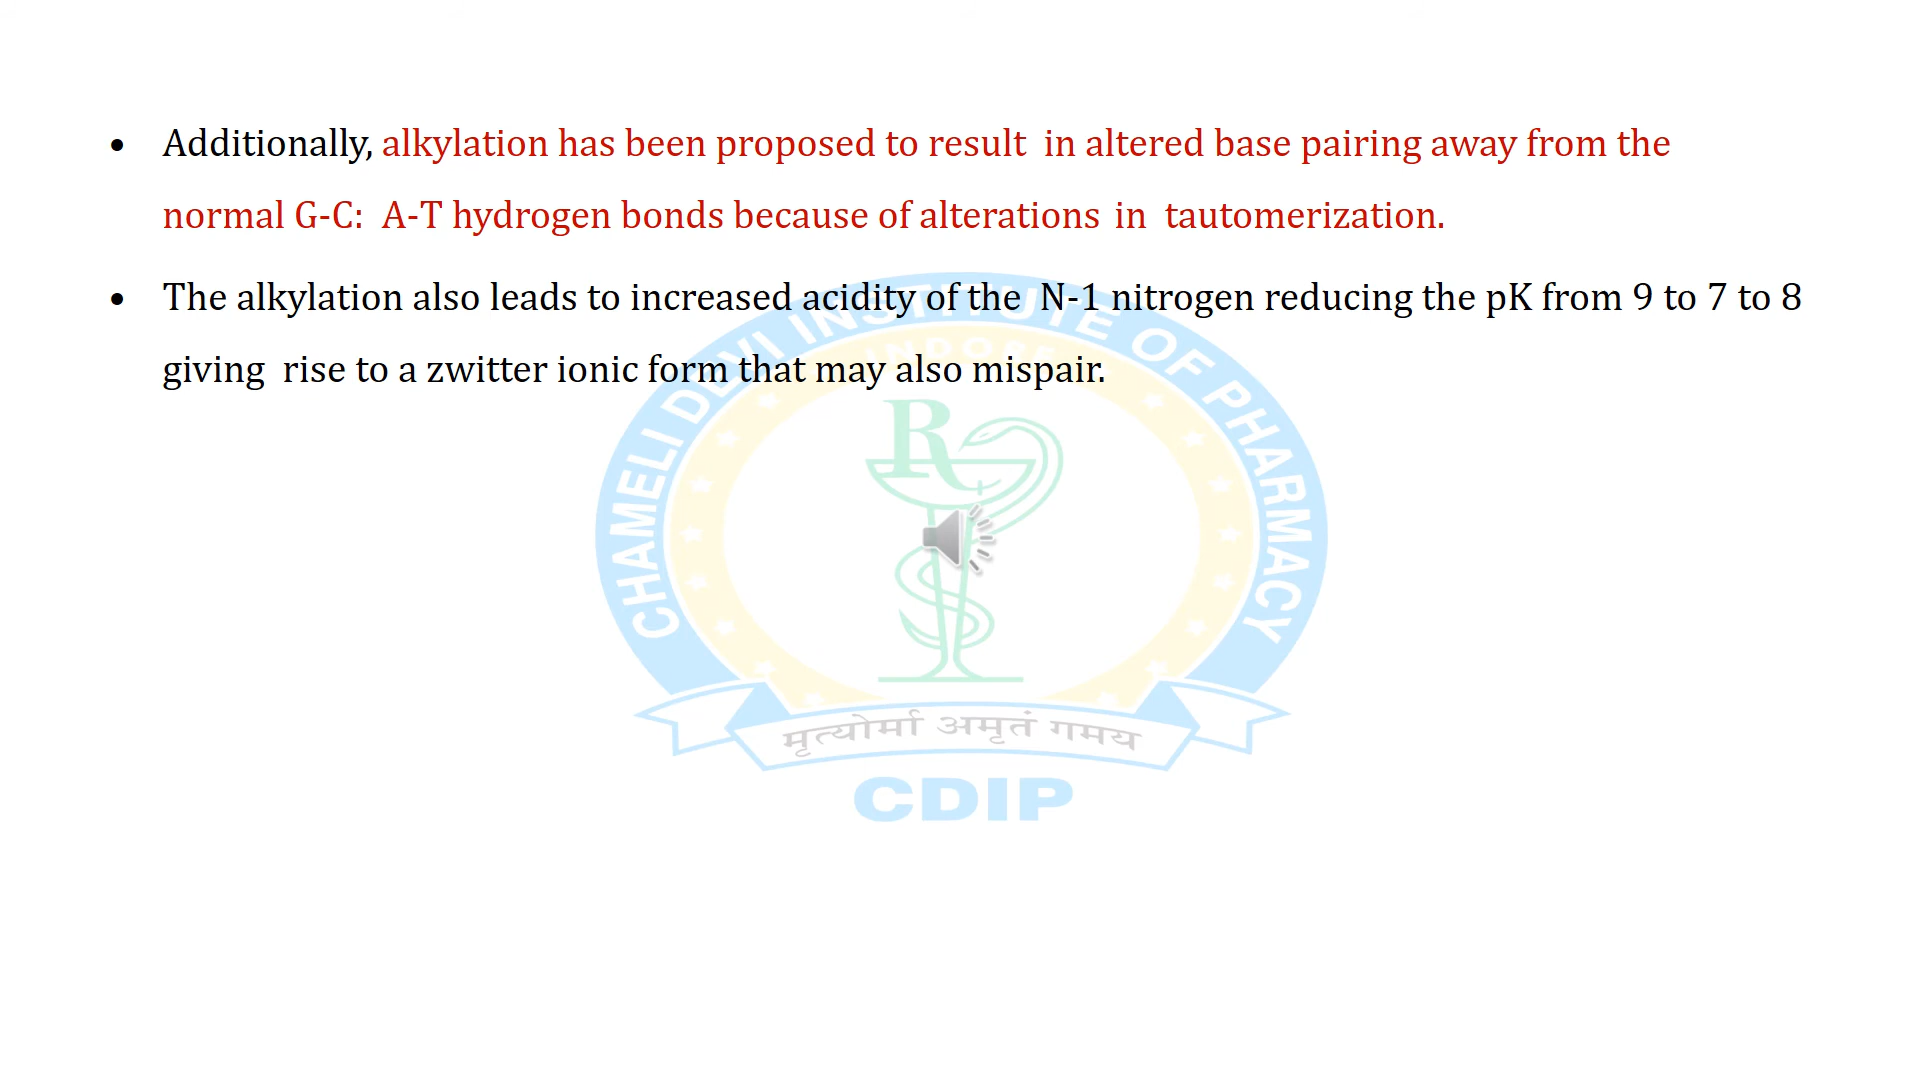 • Additionally, alkylation has been proposed to result in altered base pairing away from the
normal G-C: A-T hydrogen bonds because of alterations in tautomerization.
• The alkylation also leads to increased acidity of the N-1 nitrogen reducing the pK from 9 to 7 to 8
giving rise to a zwitter ionic form that may also mispair.
CHAMELI DEVI INSTITUTE OF PHARMACY
INDORE
R
मृत्योर्मा अमृतं गमय
CDIP